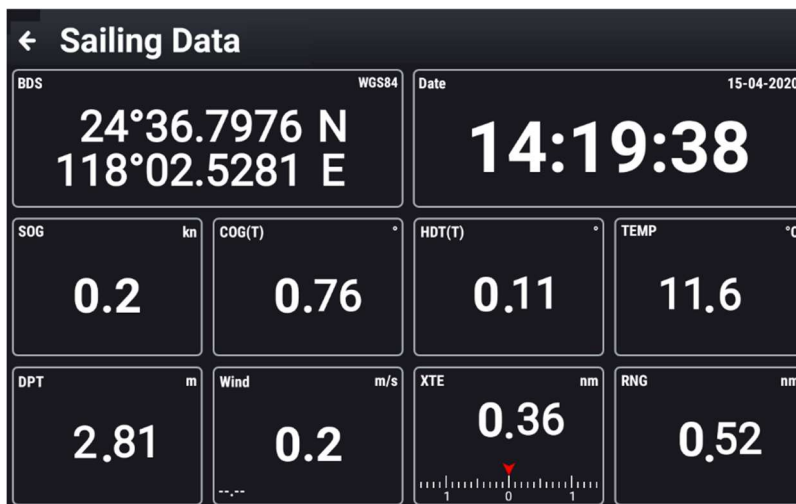 Sailing Data
BDS WGS84
24°36.7976 N
118°02.5281 E
Date 15-04-2020
14:19:38
SOG kn
0.2
COG(T) °
0.76
HDT(T) °
0.11
TEMP °C
11.6
DPT m
2.81
Wind m/s
0.2
--.--
XTE nm
0.36
1 0 1
RNG nm
0.52